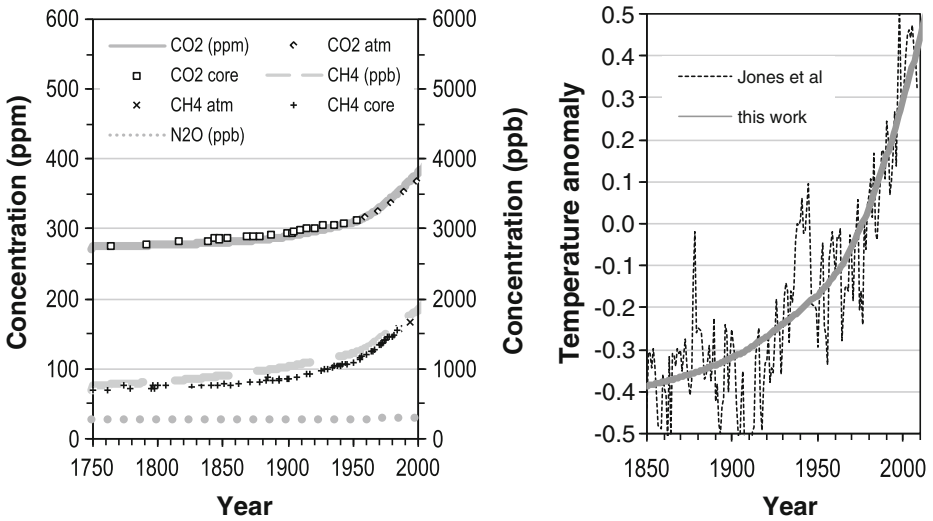 600
500
400
300
200
100
0
Concentration (ppm)
CO2 (ppm)
CO2 atm
CO2 core
CH4 (ppb)
CH4 atm
CH4 core
N2O (ppb)
6000
5000
4000
3000
2000
1000
0
Concentration (ppb)
1750 1800 1850 1900 1950 2000
Year
0.5
0.4
0.3
0.2
0.1
0.0
-0.1
-0.2
-0.3
-0.4
-0.5
Temperature anomaly
Jones et al
this work
1850 1900 1950 2000
Year